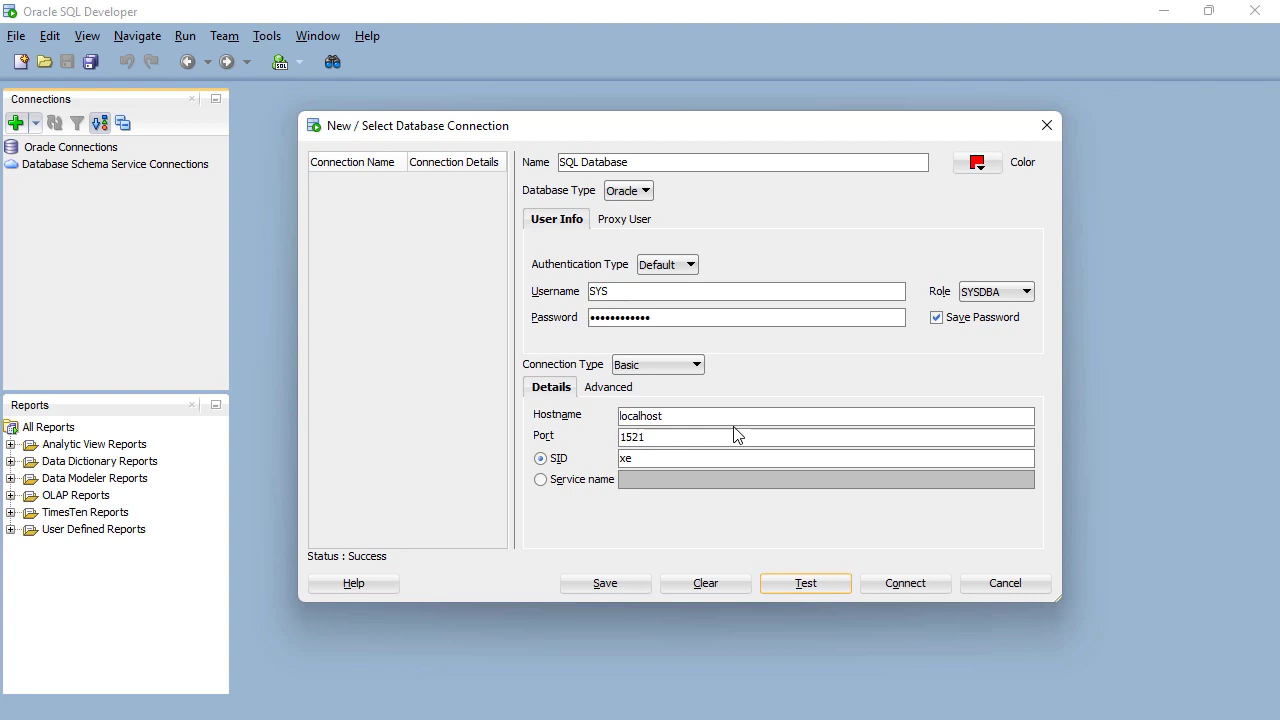 Oracle SQL Developer
File Edit View Navigate Run Team Tools Window Help
SQL
Connections
Oracle Connections
Database Schema Service Connections
Reports
All Reports
Analytic View Reports
Data Dictionary Reports
Data Modeler Reports
OLAP Reports
TimesTen Reports
User Defined Reports
New / Select Database Connection
Connection Name Connection Details
Name SQL Database Color
Database Type Oracle
User Info Proxy User
Authentication Type Default
Username SYS Role SYSDBA
Password •••••••••••• Save Password
Connection Type Basic
Details Advanced
Hostname localhost
Port 1521
SID xe
Service name
Status : Success
Help Save Clear Test Connect Cancel